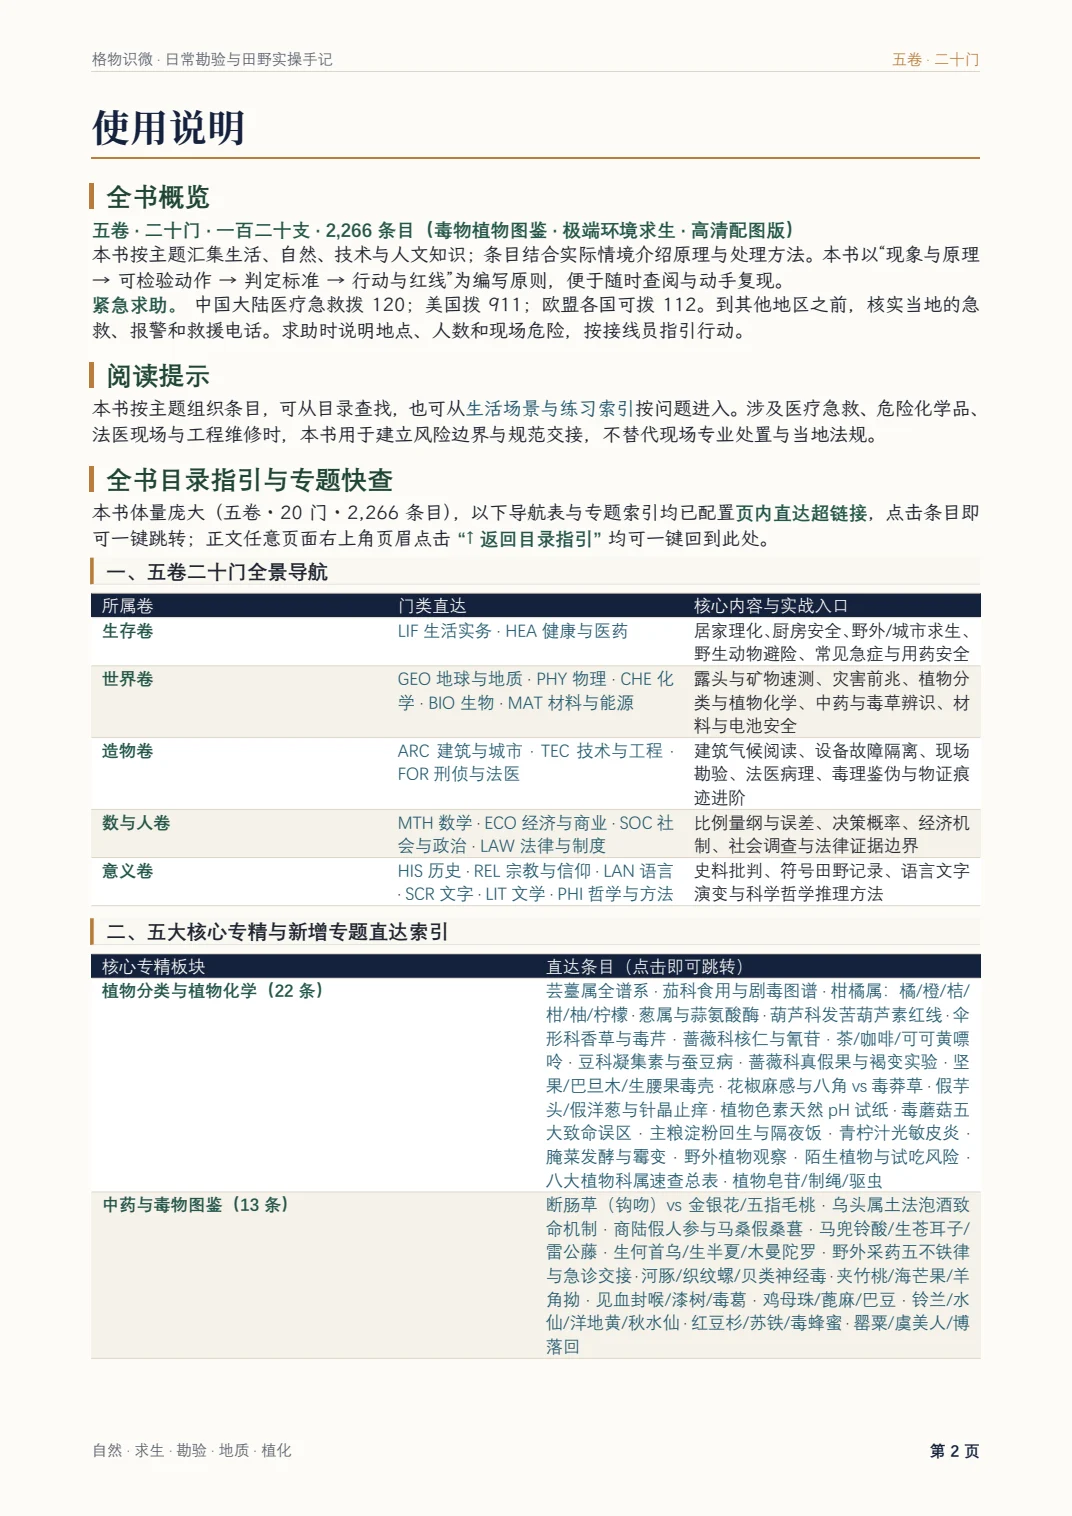 格物识微 · 日常勘验与田野实操手记
五卷 · 二十门
使用说明
全书概览
五卷 · 二十门 · 一百二十支 · 2,266 条目（毒物植物图鉴 · 极端环境求生 · 高清配图版）
本书按主题汇集生活、自然、技术与人文知识；条目结合实际情境介绍原理与处理方法。本书以“现象与原理
→ 可检验动作 → 判定标准 → 行动与红线”为编写原则，便于随时查阅与动手复现。
紧急求助。 中国大陆医疗急救拨 120；美国拨 911；欧盟各国可拨 112。到其他地区之前，核实当地的急
救、报警和救援电话。求助时说明地点、人数和现场危险，按接线员指引行动。
阅读提示
本书按主题组织条目，可从目录查找，也可从生活场景与练习索引按问题进入。涉及医疗急救、危险化学品、
法医现场与工程维修时，本书用于建立风险边界与规范交接，不替代现场专业处置与当地法规。
全书目录指引与专题快查
本书体量庞大（五卷・20 门・2,266 条目），以下导航表与专题索引均已配置页内直达超链接，点击条目即
可一键跳转；正文任意页面右上角页眉点击 “↑ 返回目录指引” 均可一键回到此处。
一、五卷二十门全景导航
所属卷 门类直达 核心内容与实战入口
生存卷 LIF 生活实务 · HEA 健康与医药 居家理化、厨房安全、野外/城市求生、
野生动物避险、常见急症与用药安全
世界卷 GEO 地球与地质 · PHY 物理 · CHE 化 露头与矿物速测、灾害前兆、植物分
学 · BIO 生物 · MAT 材料与能源 类与植物化学、中药与毒草辨识、材
料与电池安全
造物卷 ARC 建筑与城市 · TEC 技术与工程 · 建筑气候阅读、设备故障隔离、现场
FOR 刑侦与法医 勘验、法医病理、毒理鉴伪与物证痕
迹进阶
数与人卷 MTH 数学 · ECO 经济与商业 · SOC 社 比例量纲与误差、决策概率、经济机
会与政治 · LAW 法律与制度 制、社会调查与法律证据边界
意义卷 HIS 历史 · REL 宗教与信仰 · LAN 语言 史料批判、符号田野记录、语言文字
· SCR 文字 · LIT 文学 · PHI 哲学与方法 演变与科学哲学推理方法
二、五大核心专精与新增专题直达索引
核心专精板块 直达条目（点击即可跳转）
植物分类与植物化学（22 条） 芸薹属全谱系 · 茄科食用与剧毒图谱 · 柑橘属：橘/橙/桔/
柑/柚/柠檬 · 葱属与蒜氨酸酶 · 葫芦科发苦葫芦素红线 · 伞
形科香草与毒芹 · 蔷薇科核仁与氰苷 · 茶/咖啡/可可黄嘌
呤 · 豆科凝集素与蚕豆病 · 蔷薇科真假果与褐变实验 · 坚
果/巴旦木/生腰果毒壳 · 花椒麻感与八角 vs 毒莽草 · 假芋
头/假洋葱与针晶止痒 · 植物色素天然 pH 试纸 · 毒蘑菇五
大致命误区 · 主粮淀粉回生与隔夜饭 · 青柠汁光敏皮炎 ·
腌菜发酵与霉变 · 野外植物观察 · 陌生植物与试吃风险 ·
八大植物科属速查总表 · 植物皂苷/制绳/驱虫
中药与毒物图鉴（13 条） 断肠草（钩吻）vs 金银花/五指毛桃 · 乌头属土法泡酒致
命机制 · 商陆假人参与马桑假桑葚 · 马兜铃酸/生苍耳子/
雷公藤 · 生何首乌/生半夏/木曼陀罗 · 野外采药五不铁律
与急诊交接 · 河豚/织纹螺/贝类神经毒 · 夹竹桃/海芒果/羊
角拗 · 见血封喉/漆树/毒葛 · 鸡母珠/蓖麻/巴豆 · 铃兰/水
仙/洋地黄/秋水仙 · 红豆杉/苏铁/毒蜂蜜 · 罂粟/虞美人/博
落回
自然 · 求生 · 勘验 · 地质 · 植化
第 2 页